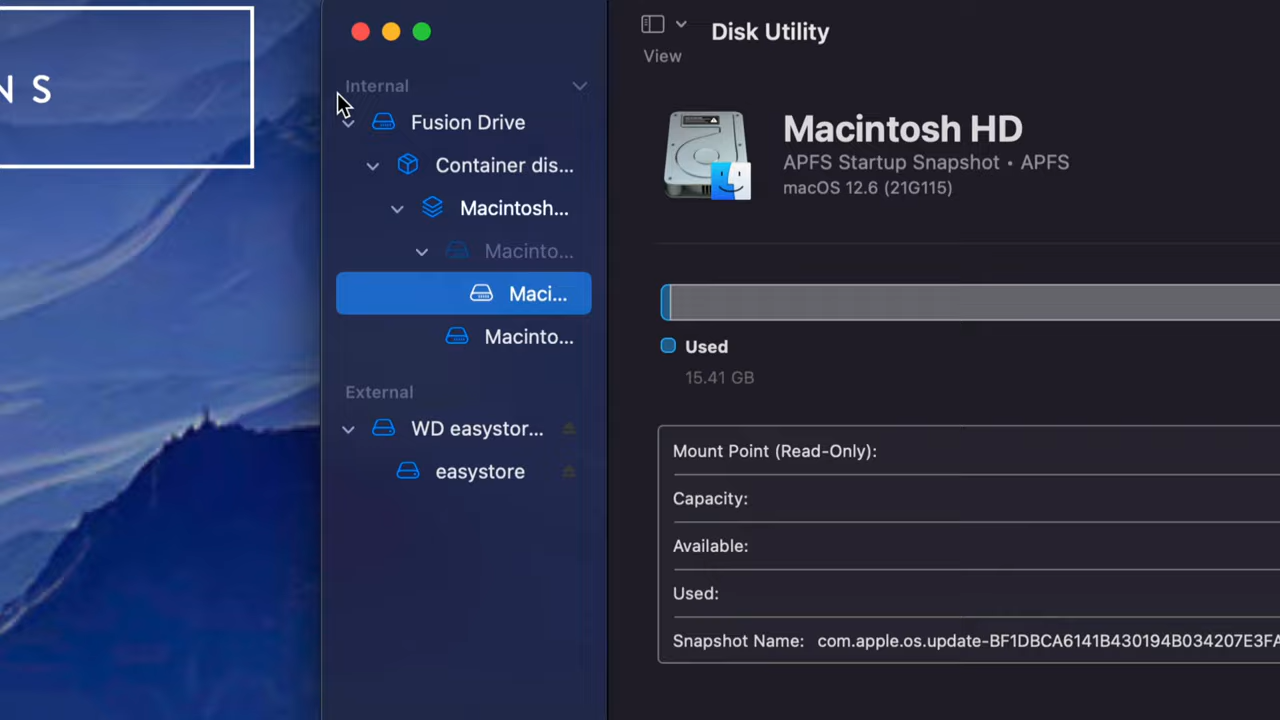 N S
Internal
Fusion Drive
Container dis...
Macintosh...
Macinto...
Maci...
Macinto...
External
WD easystor...
easystore
View
Disk Utility
Macintosh HD
APFS Startup Snapshot • APFS
macOS 12.6 (21G115)
Used
15.41 GB
Mount Point (Read-Only):
Capacity:
Available:
Used:
Snapshot Name: com.apple.os.update-BF1DBCA6141B430194B034207E3FA